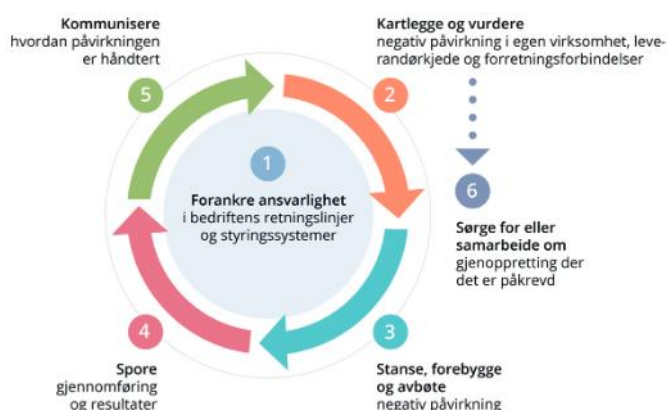 1
Forankre ansvarlighet
i bedriftens retningslinjer
og styringssystemer
2
Kartlegge og vurdere
negativ påvirkning i egen virksomhet, leve-
randørkjede og forretningsforbindelser
3
Stanse, forebygge
og avbøte
negativ påvirkning
4
Spore
gjennomføring
og resultater
5
Kommunisere
hvordan påvirkningen
er håndtert
6
Sørge for eller
samarbeide om
gjenoppretting der
det er påkrevd